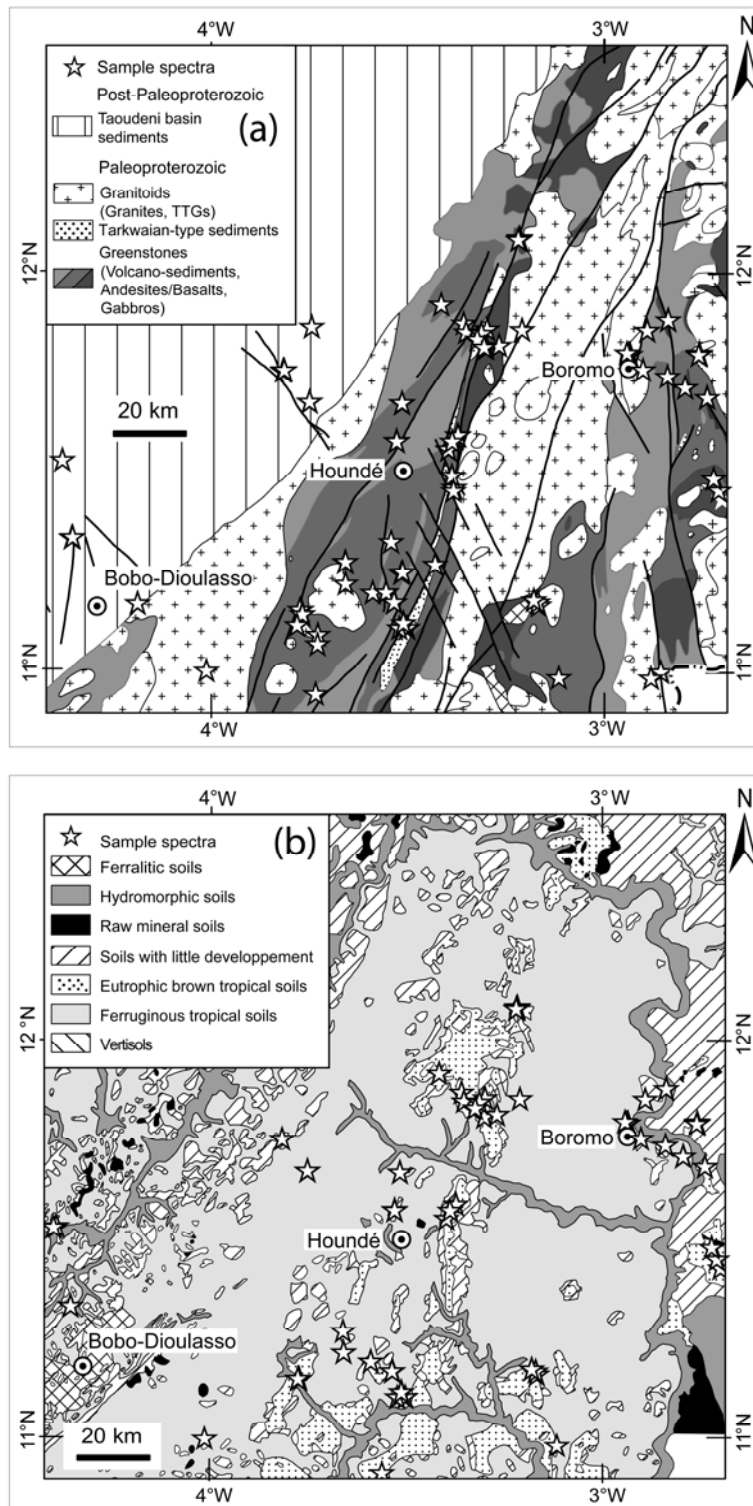 4°W
3°W
N
Sample spectra
Post-Paleoproterozoic
Taoudeni basin
sediments
(a)
Paleoproterozoic
Granitoids
(Granites, TTGs)
Tarkwaian-type sediments
Greenstones
(Volcano-sediments,
Andesites/Basalts,
Gabbros)
12°N
12°N
Boromo
20 km
Houndé
Bobo-Dioulasso
11°N
11°N
4°W
3°W
4°W
3°W
N
Sample spectra
(b)
Ferralitic soils
Hydromorphic soils
Raw mineral soils
Soils with little developpement
Eutrophic brown tropical soils
Ferruginous tropical soils
Vertisols
12°N
12°N
Boromo
Houndé
Bobo-Dioulasso
11°N
11°N
20 km
4°W
3°W